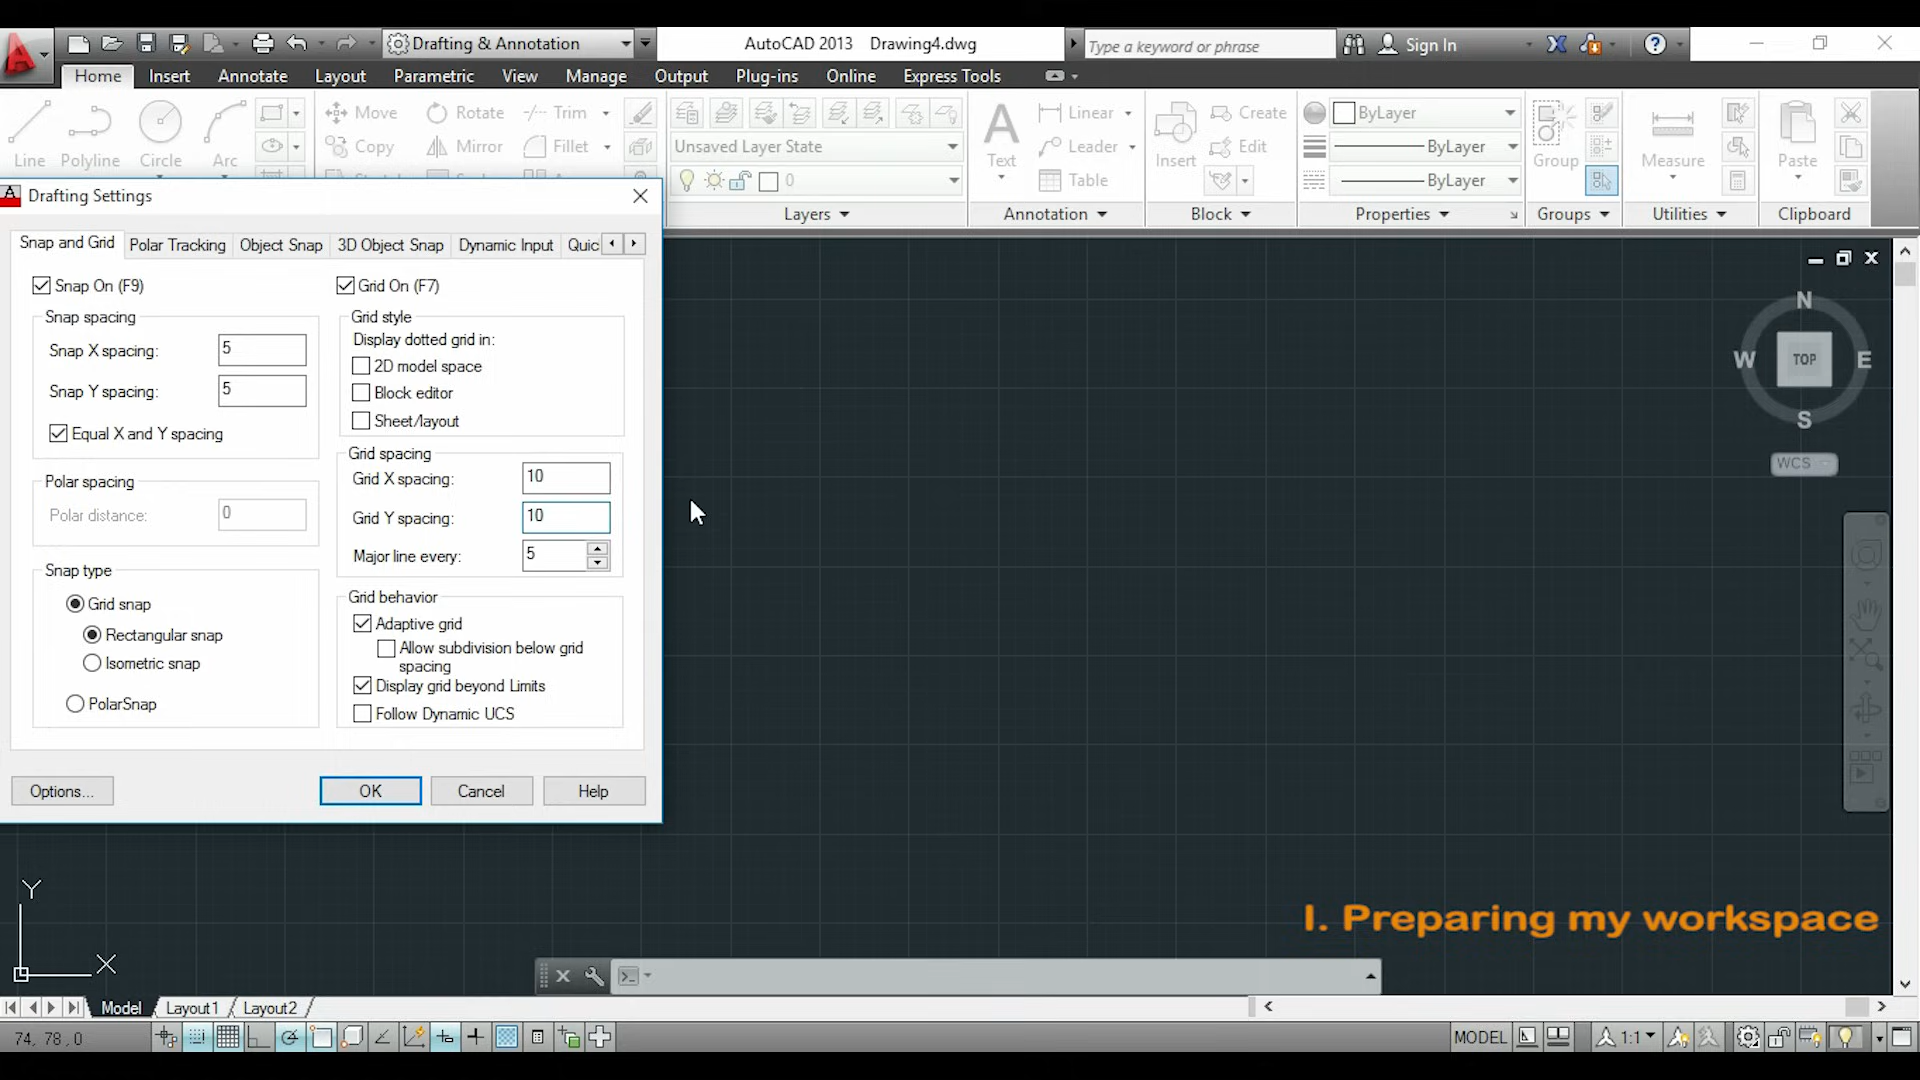 Drafting & Annotation
AutoCAD 2013 Drawing4.dwg
Type a keyword or phrase
Sign In
Home Insert Annotate Layout Parametric View Manage Output Plug-ins Online Express Tools
Move Rotate Trim
Linear
Create
ByLayer
Copy Mirror Fillet
Unsaved Layer State
Leader
Edit
ByLayer
Line Polyline Circle Arc
Text
Insert
Group
Measure
Paste
0
Table
ByLayer
Layers
Annotation
Block
Properties
Groups
Utilities
Clipboard
Drafting Settings
Snap and Grid Polar Tracking Object Snap 3D Object Snap Dynamic Input Quic
Snap On (F9)
Snap spacing
Snap X spacing: 5
Snap Y spacing: 5
Equal X and Y spacing
Polar spacing
Polar distance: 0
Snap type
Grid snap
Rectangular snap
Isometric snap
PolarSnap
Grid On (F7)
Grid style
Display dotted grid in:
2D model space
Block editor
Sheet/layout
Grid spacing
Grid X spacing: 10
Grid Y spacing: 10
Major line every: 5
Grid behavior
Adaptive grid
Allow subdivision below grid
spacing
Display grid beyond Limits
Follow Dynamic UCS
Options...
OK
Cancel
Help
N
W TOP E
S
WCS
Y
X
I. Preparing my workspace
Model Layout1 Layout2
74, 78 ,0
MODEL
1:1